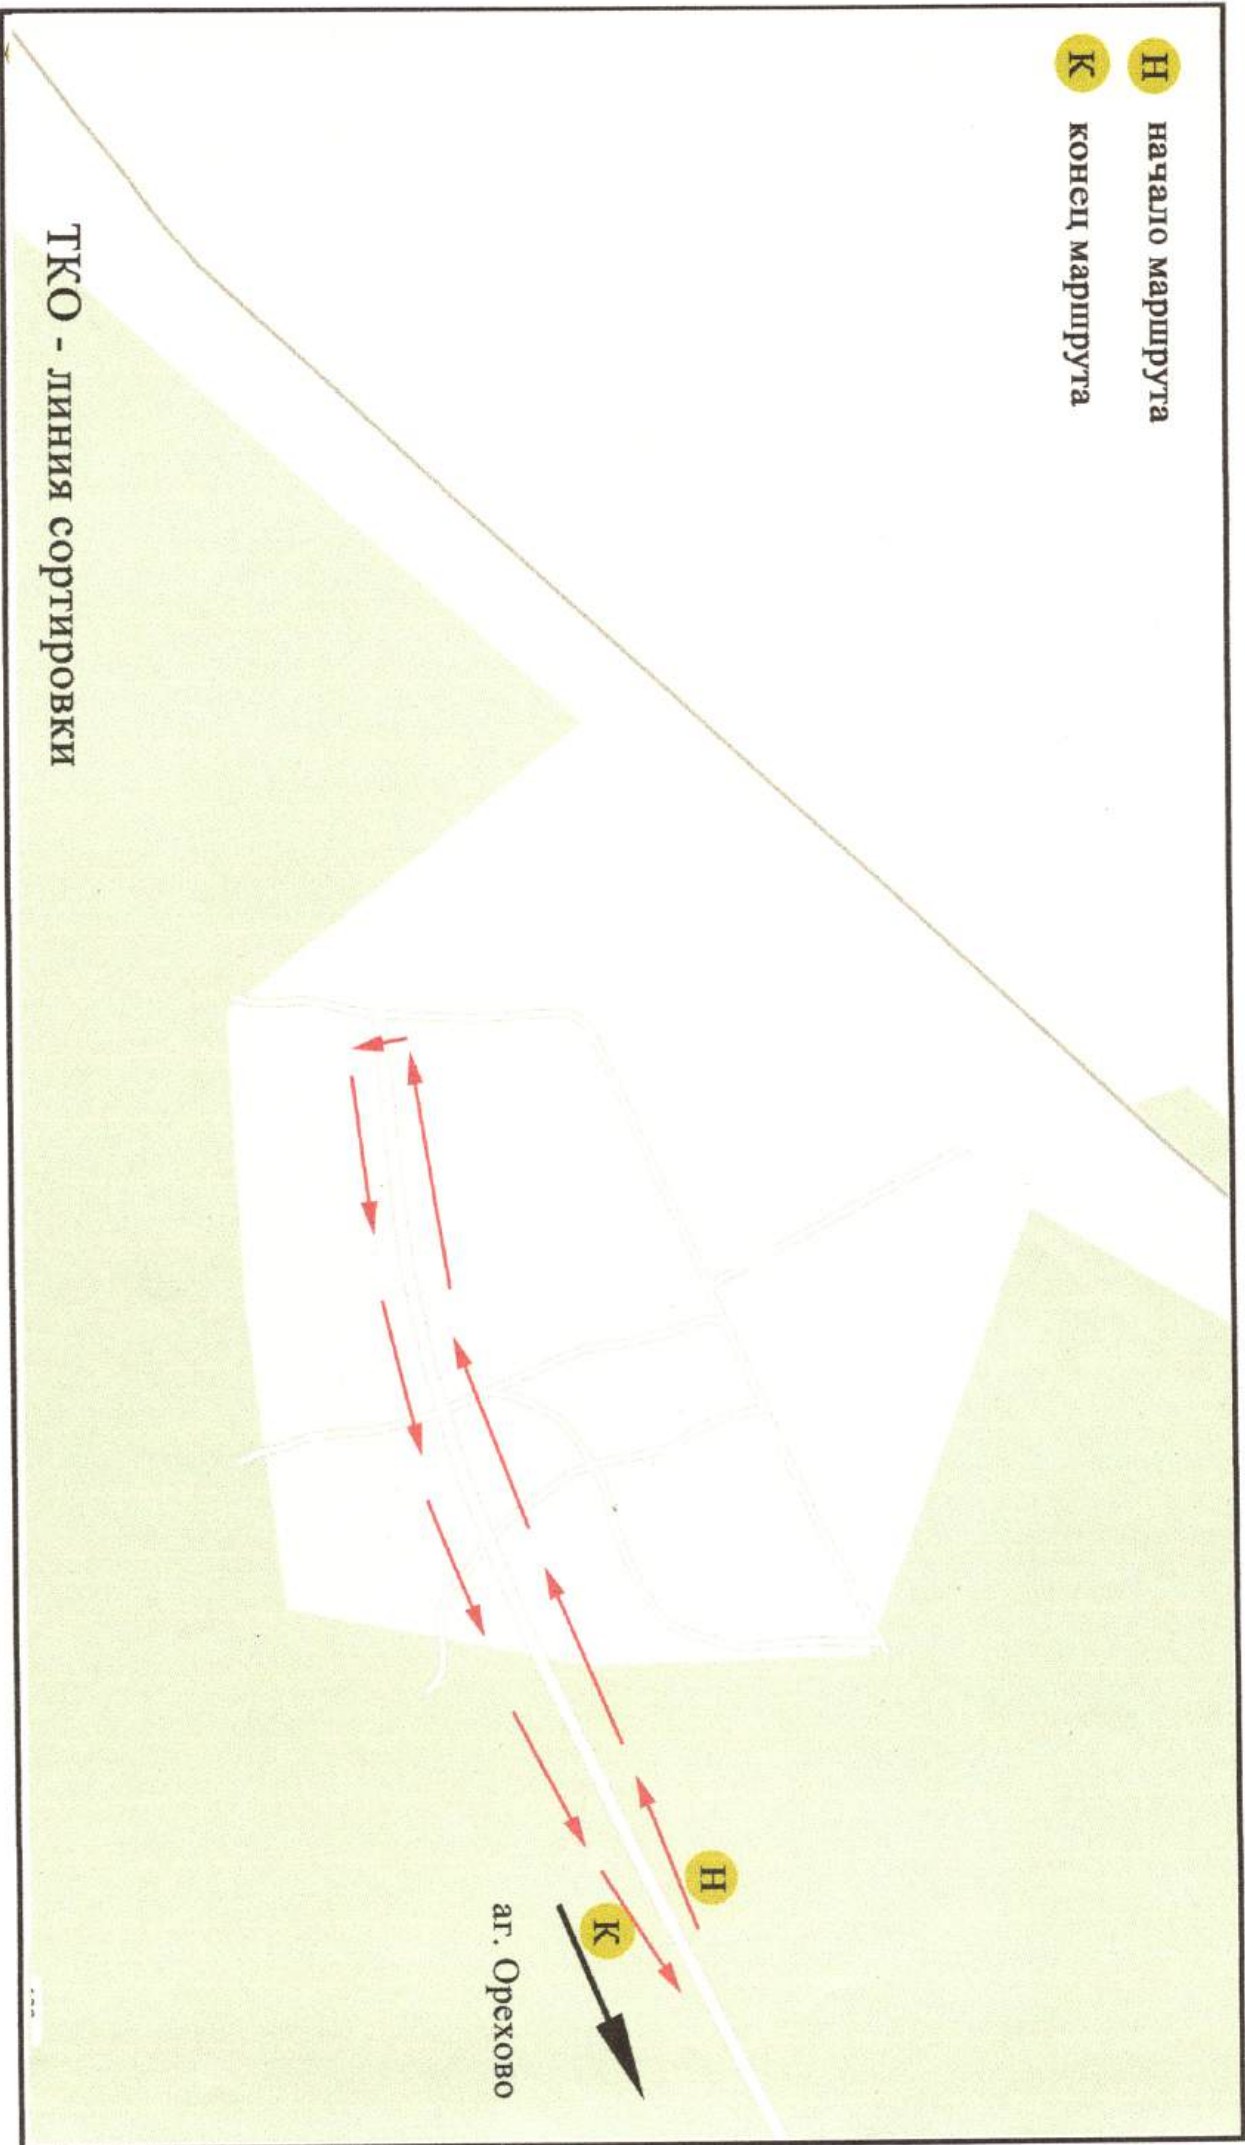 Н начало маршрута
К конец маршрута
Н
К
аг. Орехово
ТКО - линия сортировки